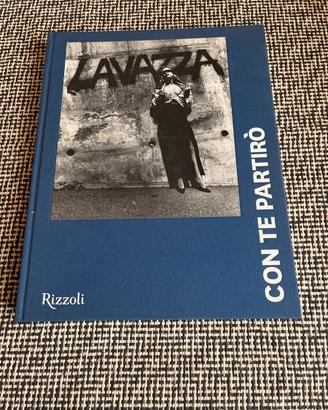 LAVAZZA
CON TE PARTIRÒ
Rizzoli